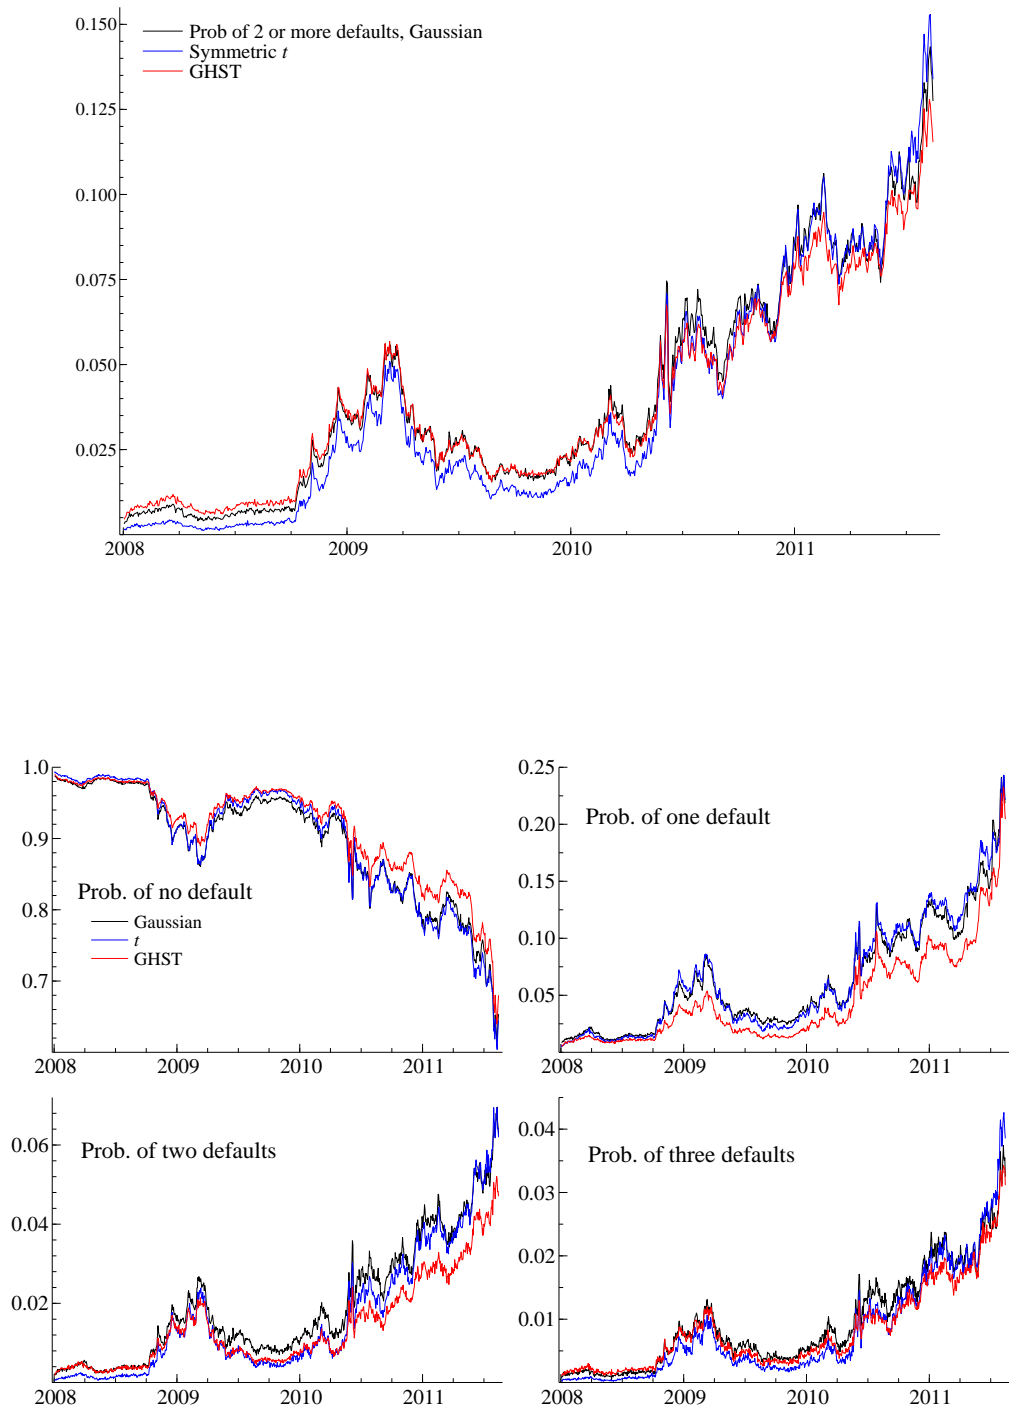 0.150
Prob of 2 or more defaults, Gaussian
Symmetric t
GHST
0.125
0.100
0.075
0.050
0.025
2008 2009 2010 2011
1.0
0.9
0.8
0.7
Prob. of no default
Gaussian
t
GHST
2008 2009 2010 2011
0.25
0.20
0.15
0.10
0.05
Prob. of one default
2008 2009 2010 2011
0.06
0.04
0.02
Prob. of two defaults
2008 2009 2010 2011
0.04
0.03
0.02
0.01
Prob. of three defaults
2008 2009 2010 2011